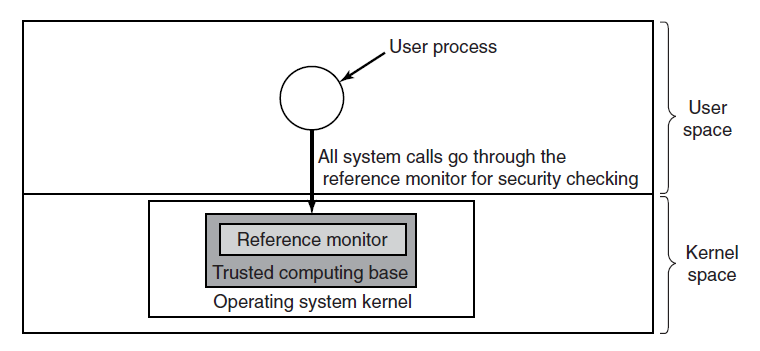 User process
User
space
All system calls go through the
reference monitor for security checking
Reference monitor
Trusted computing base
Operating system kernel
Kernel
space